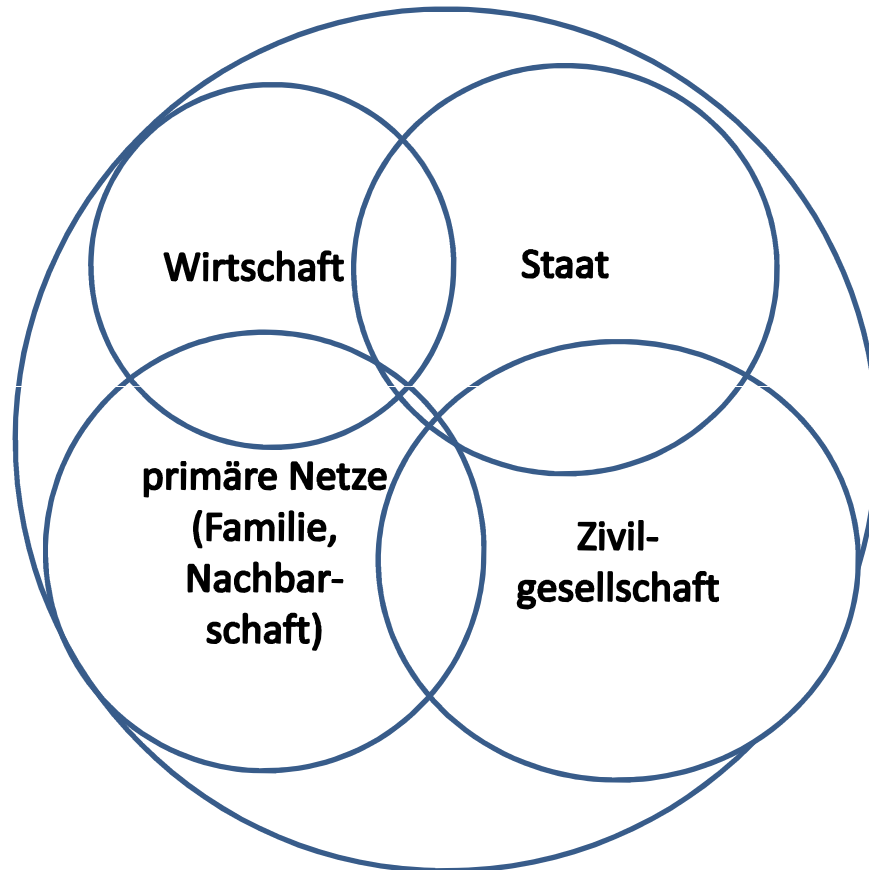 Wirtschaft
Staat
primäre Netze
(Familie,
Nachbar-
schaft)
Zivil-
gesellschaft